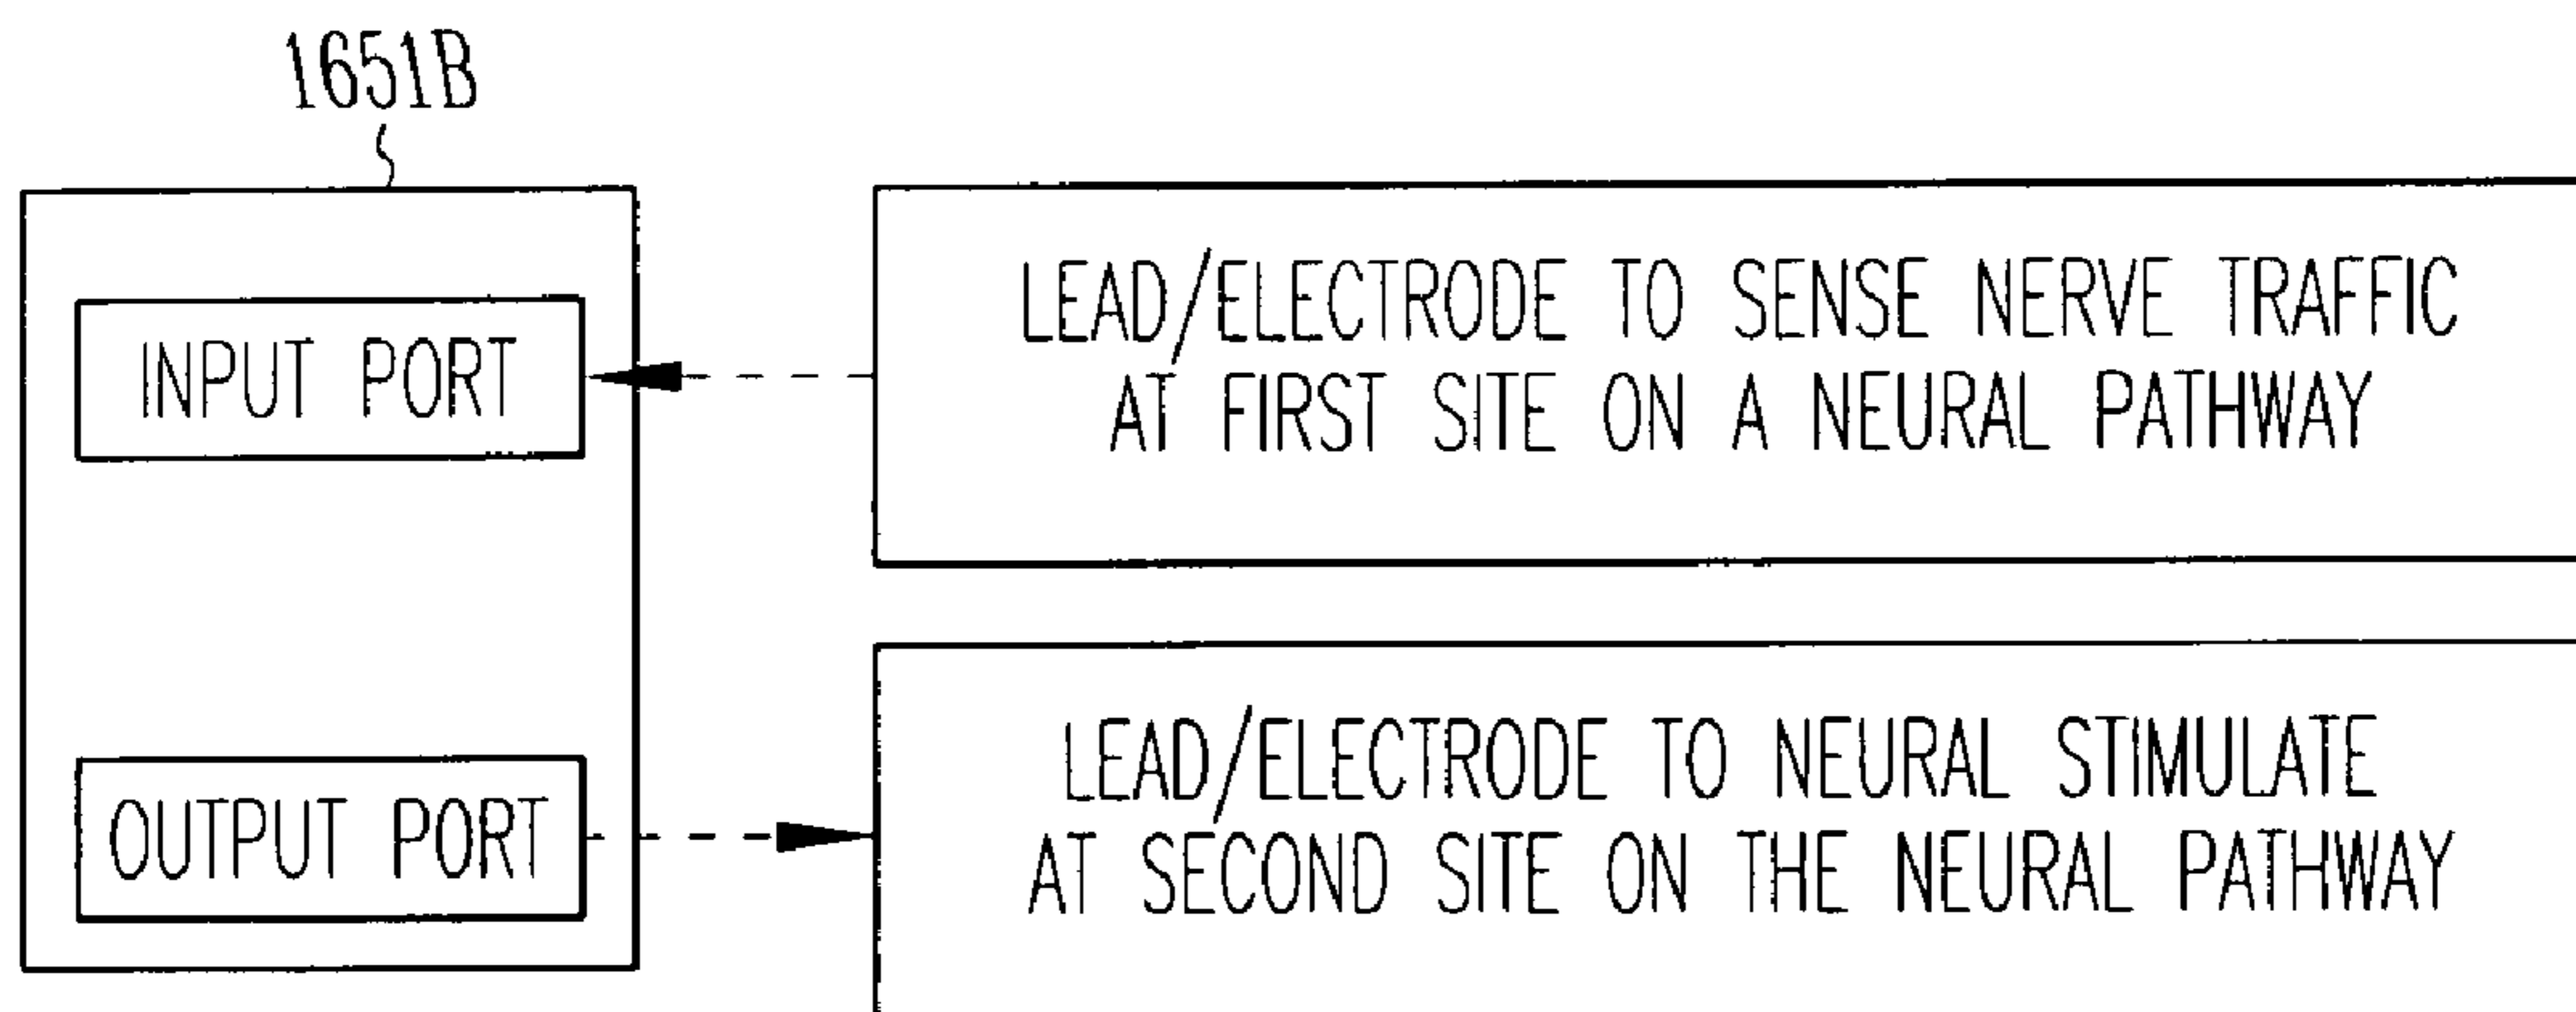 1651B
INPUT PORT
LEAD/ELECTRODE TO SENSE NERVE TRAFFIC
AT FIRST SITE ON A NEURAL PATHWAY
OUTPUT PORT
LEAD/ELECTRODE TO NEURAL STIMULATE
AT SECOND SITE ON THE NEURAL PATHWAY